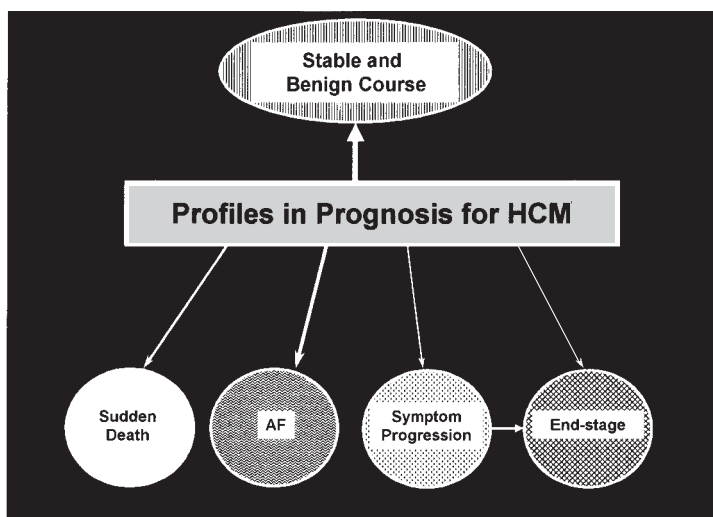 Stable and
Benign Course
Profiles in Prognosis for HCM
Sudden
Death
AF
Symptom
Progression
End-stage